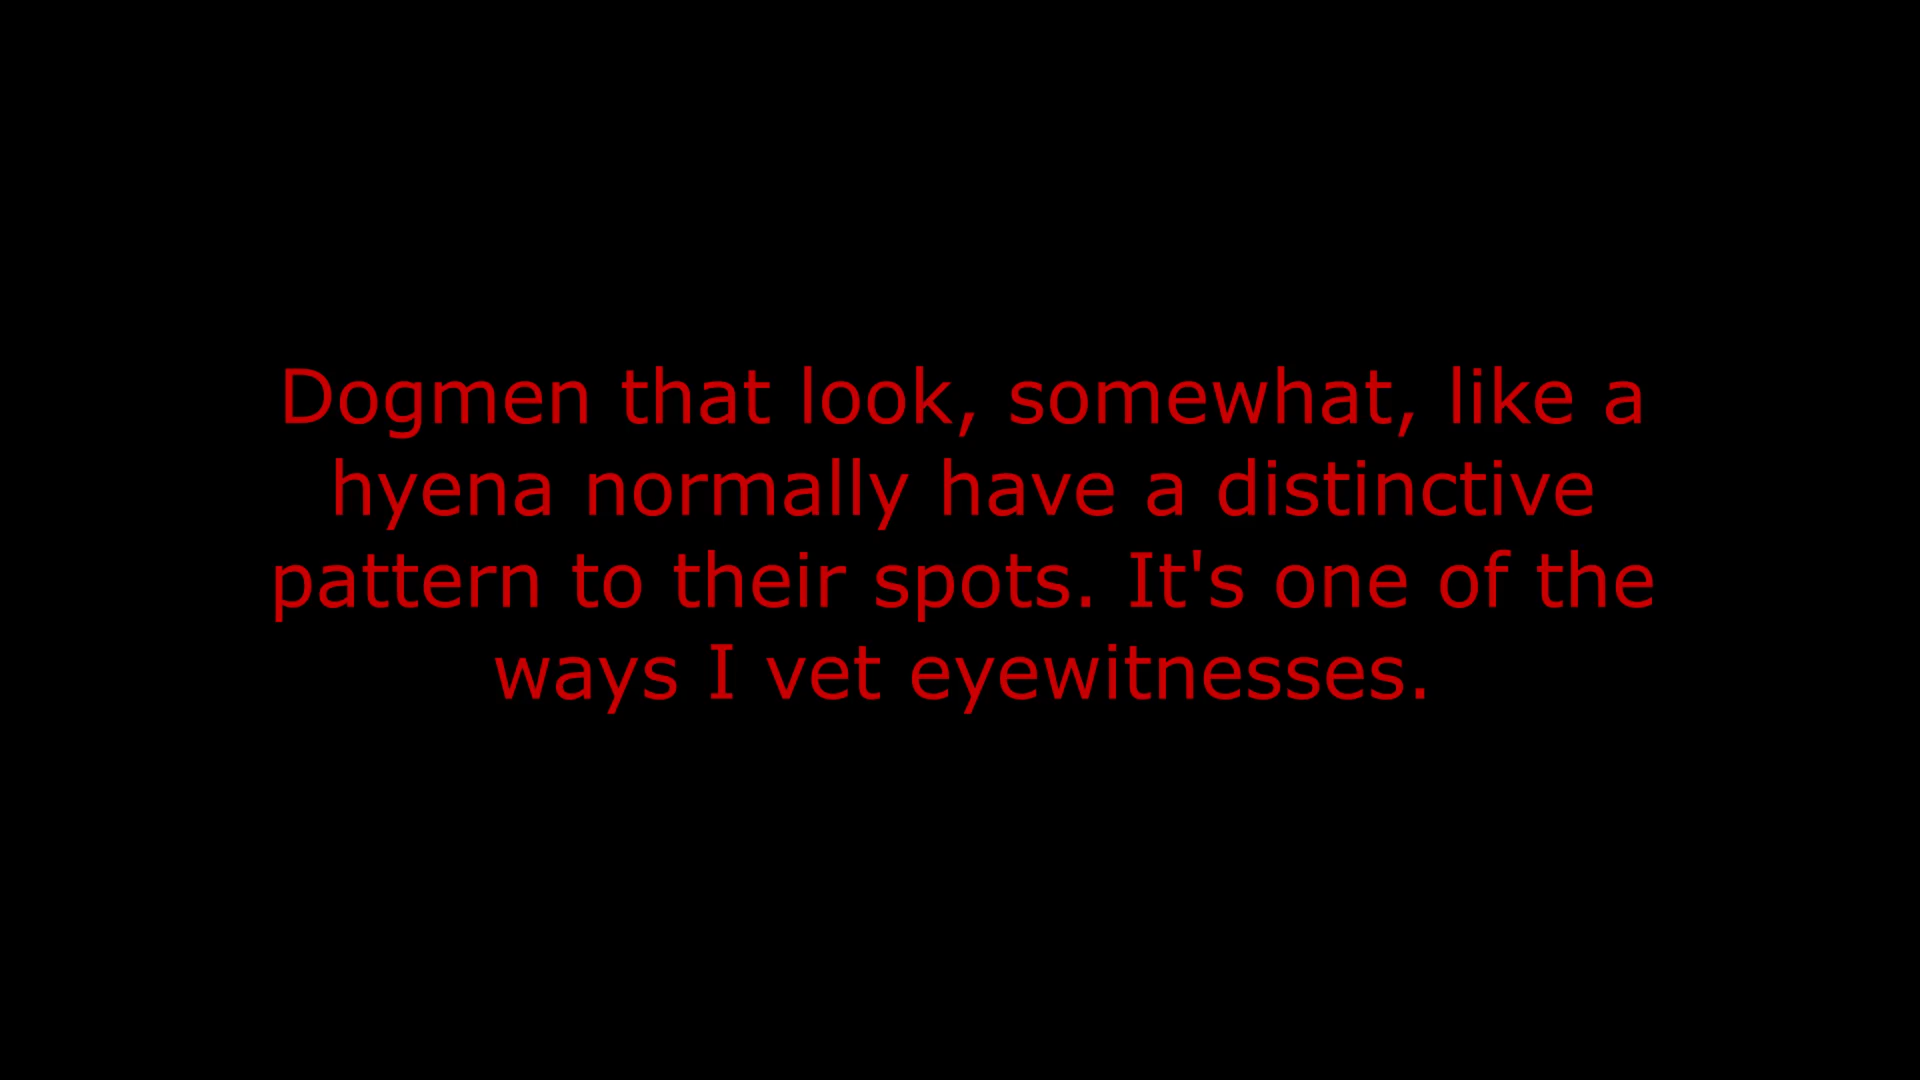 Dogmen that look, somewhat, like a
hyena normally have a distinctive
pattern to their spots. It's one of the
ways I vet eyewitnesses.